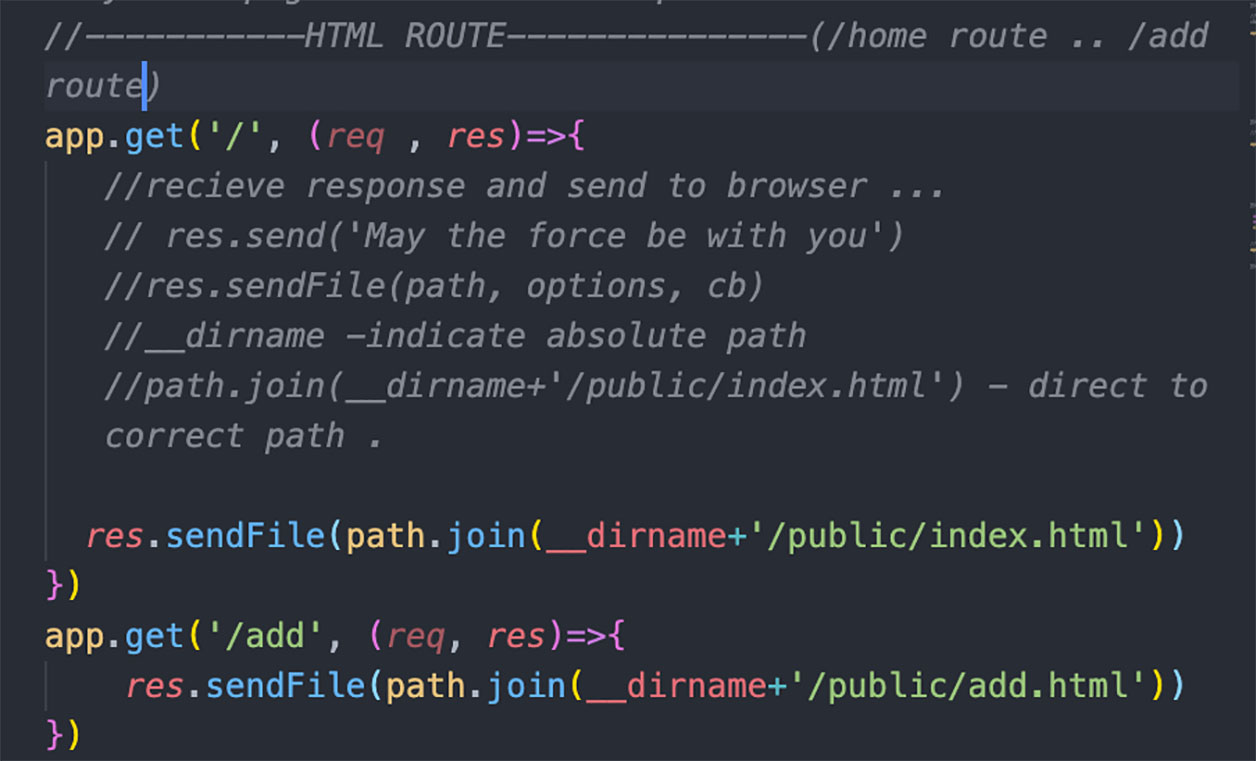 //-----------HTML ROUTE---------------(/home route .. /add
route)
app.get('/', (req , res)=>{
//recieve response and send to browser ...
// res.send('May the force be with you')
//res.sendFile(path, options, cb)
//__dirname -indicate absolute path
//path.join(__dirname+'/public/index.html') - direct to
correct path .
res.sendFile(path.join(__dirname+'/public/index.html'))
})
app.get('/add', (req, res)=>{
res.sendFile(path.join(__dirname+'/public/add.html'))
})